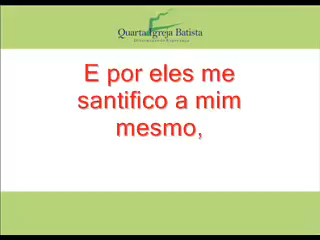 Quarta Igreja Batista
E por eles me
santifico a mim
mesmo,